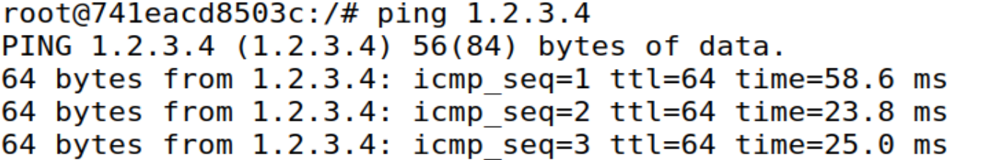 root@741eacd8503c:/# ping 1.2.3.4
PING 1.2.3.4 (1.2.3.4) 56(84) bytes of data.
64 bytes from 1.2.3.4: icmp_seq=1 ttl=64 time=58.6 ms
64 bytes from 1.2.3.4: icmp_seq=2 ttl=64 time=23.8 ms
64 bytes from 1.2.3.4: icmp_seq=3 ttl=64 time=25.0 ms